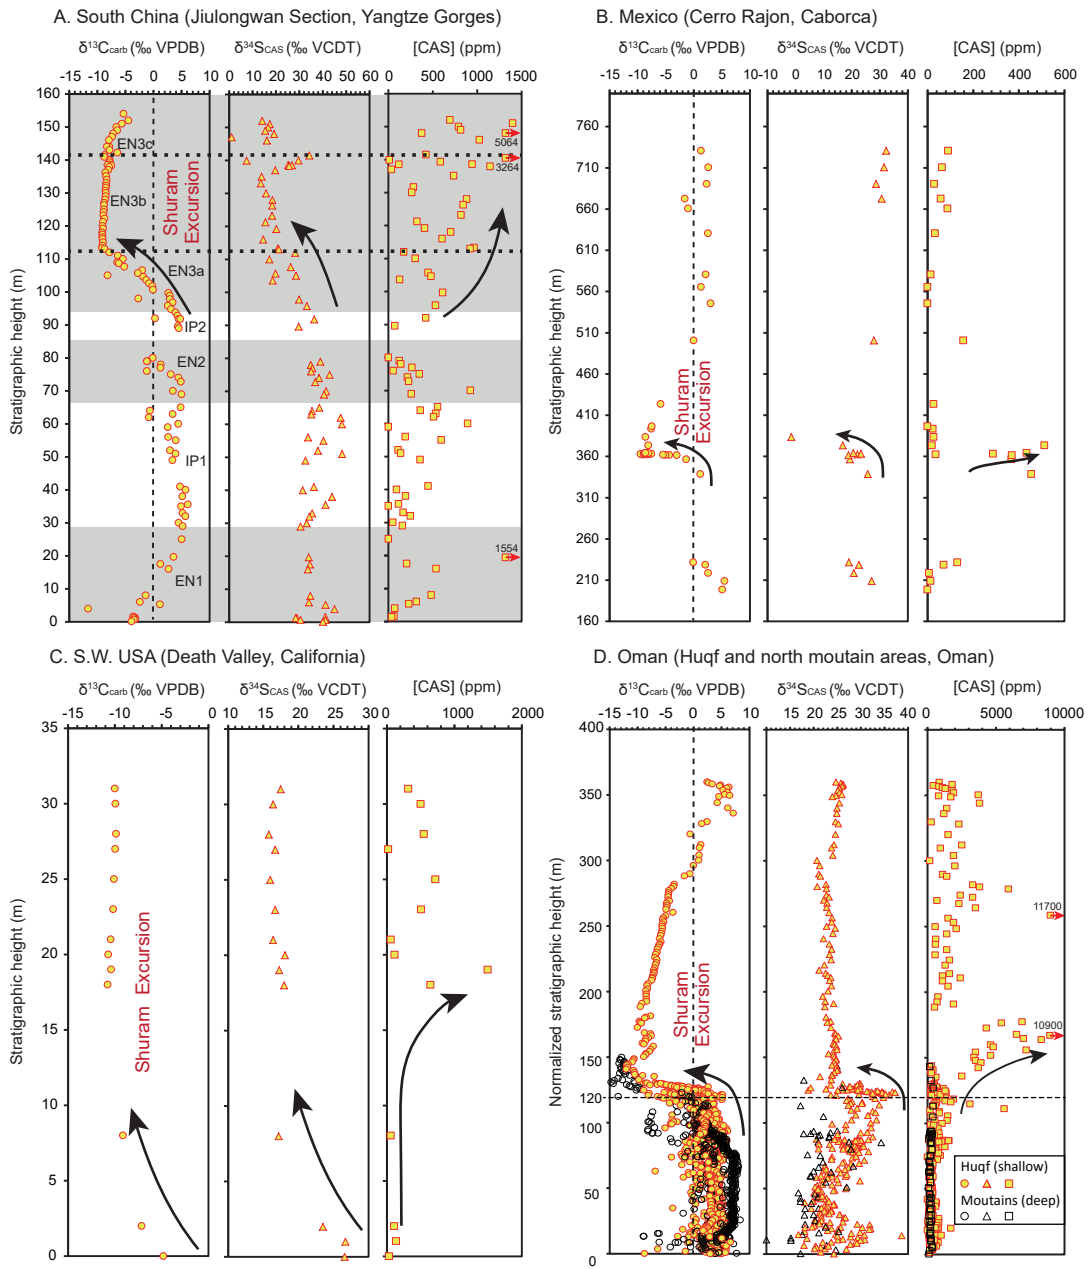 A. South China (Jiulongwan Section, Yangtze Gorges)
δ13Ccarb (‰ VPDB)
δ34SCAS (‰ VCDT)
[CAS] (ppm)
-15 -10 -5 0 5 10
0 10 20 30 40 50 60
0 500 1000 1500
Stratigraphic height (m)
160
150
140
130
120
110
100
90
80
70
60
50
40
30
20
10
0
EN3c
EN3b
EN3a
IP2
EN2
IP1
EN1
Shuram
Excursion
5064
3264
1554
B. Mexico (Cerro Rajon, Caborca)
δ13Ccarb (‰ VPDB)
δ34SCAS (‰ VCDT)
[CAS] (ppm)
-15 -10 -5 0 5 10
-10 0 10 20 30 40
0 200 400 600
Stratigraphic height (m)
760
710
660
610
560
510
460
410
360
310
260
210
160
Shuram
Excursion
C. S.W. USA (Death Valley, California)
δ13Ccarb (‰ VPDB)
δ34SCAS (‰ VCDT)
[CAS] (ppm)
-15 -10 -5 0
10 15 20 25 30
0 1000 2000
Stratigraphic height (m)
35
30
25
20
15
10
5
0
Shuram Excursion
D. Oman (Huqf and north moutain areas, Oman)
δ13Ccarb (‰ VPDB)
δ34SCAS (‰ VCDT)
[CAS] (ppm)
-15 -10 -5 0 5 10
15 20 25 30 35 40
0 5000 10000
Normalized stratigraphic height (m)
400
350
300
250
200
150
120
100
50
0
Shuram
Excursion
11700
10900
Huqf (shallow)
Moutains (deep)